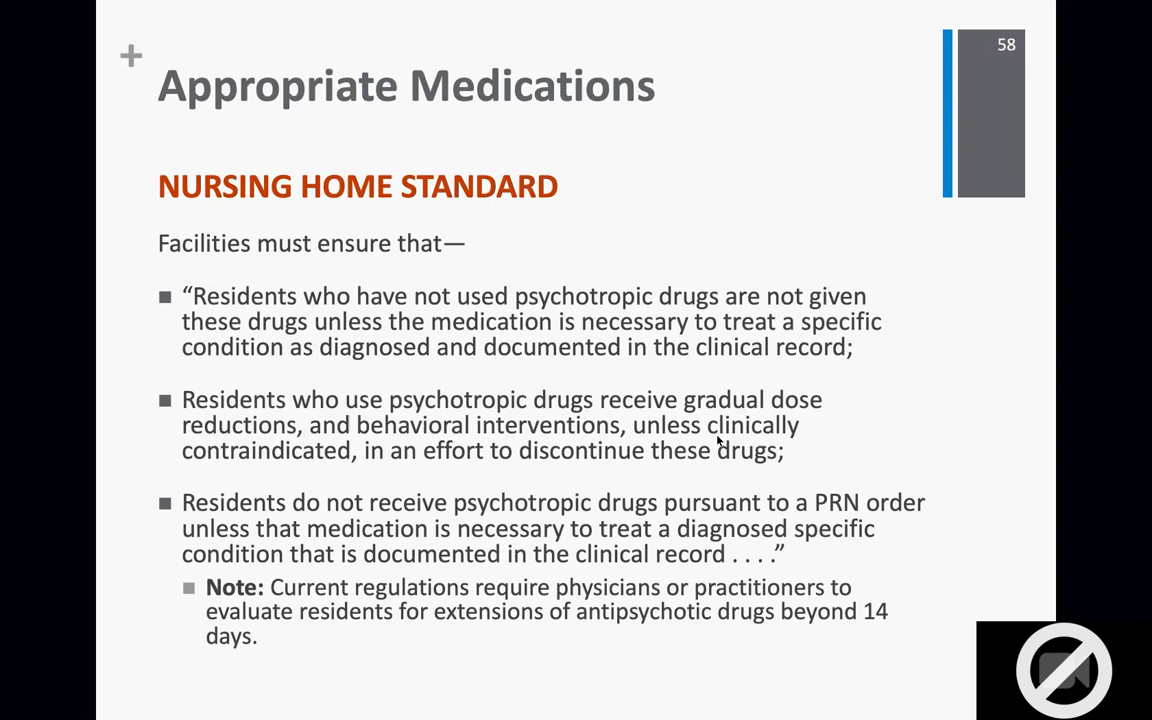 58
+
Appropriate Medications
NURSING HOME STANDARD
Facilities must ensure that—
■ “Residents who have not used psychotropic drugs are not given
these drugs unless the medication is necessary to treat a specific
condition as diagnosed and documented in the clinical record;
■ Residents who use psychotropic drugs receive gradual dose
reductions, and behavioral interventions, unless clinically
contraindicated, in an effort to discontinue these drugs;
■ Residents do not receive psychotropic drugs pursuant to a PRN order
unless that medication is necessary to treat a diagnosed specific
condition that is documented in the clinical record . . . .”
■ Note: Current regulations require physicians or practitioners to
evaluate residents for extensions of antipsychotic drugs beyond 14
days.